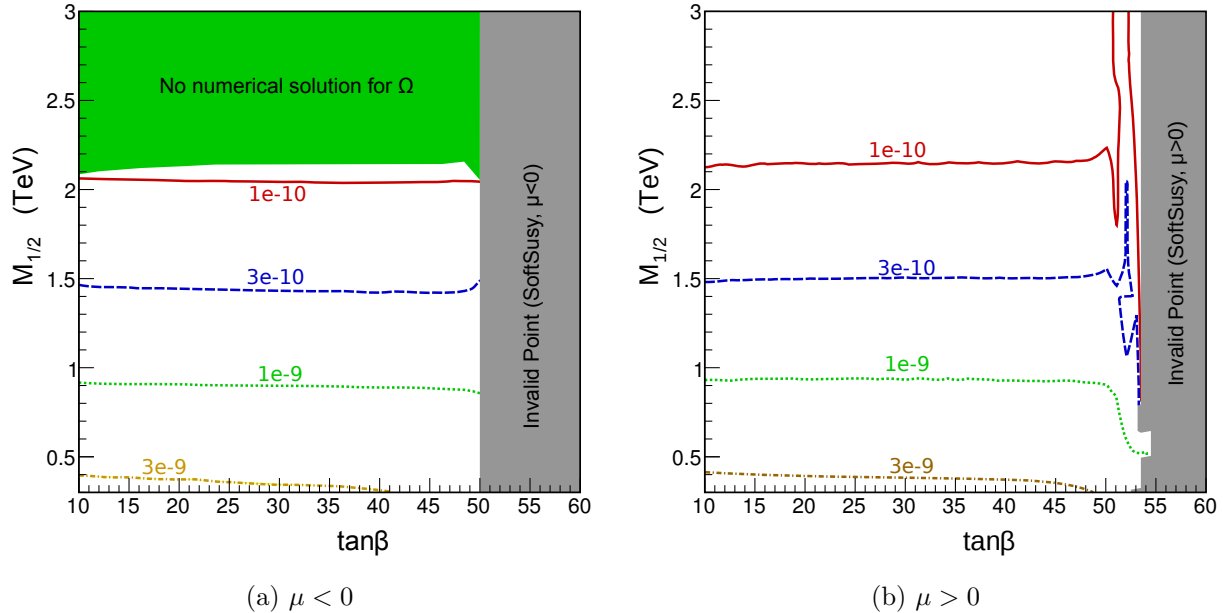 3
2.5
2
1.5
1
0.5
M1/2 (TeV)
No numerical solution for Ω
1e-10
3e-10
1e-9
3e-9
Invalid Point (SoftSusy, μ<0)
10 15 20 25 30 35 40 45 50 55 60
tanβ
(a) μ < 0
3
2.5
2
1.5
1
0.5
M1/2 (TeV)
1e-10
3e-10
1e-9
3e-9
Invalid Point (SoftSusy, μ>0)
10 15 20 25 30 35 40 45 50 55 60
tanβ
(b) μ > 0